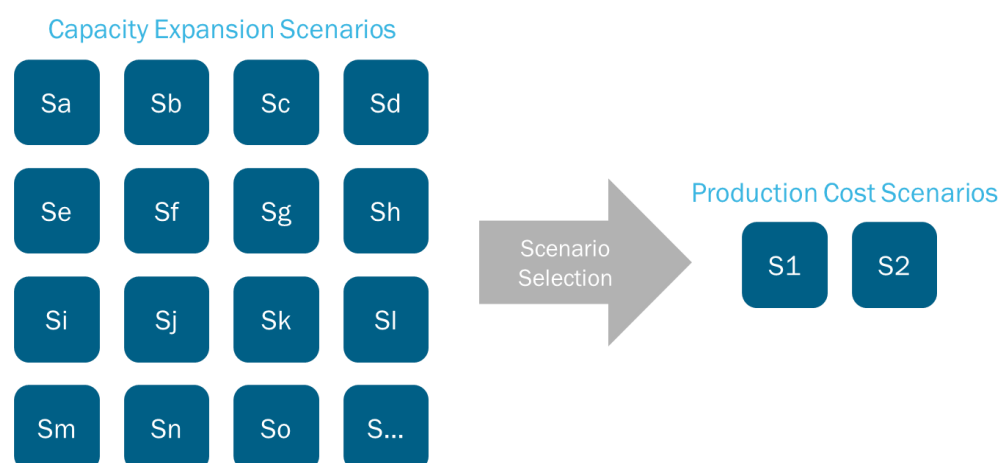 Capacity Expansion Scenarios
Sa Sb Sc Sd
Se Sf Sg Sh
Si Sj Sk Sl
Sm Sn So S...
Scenario
Selection
Production Cost Scenarios
S1 S2